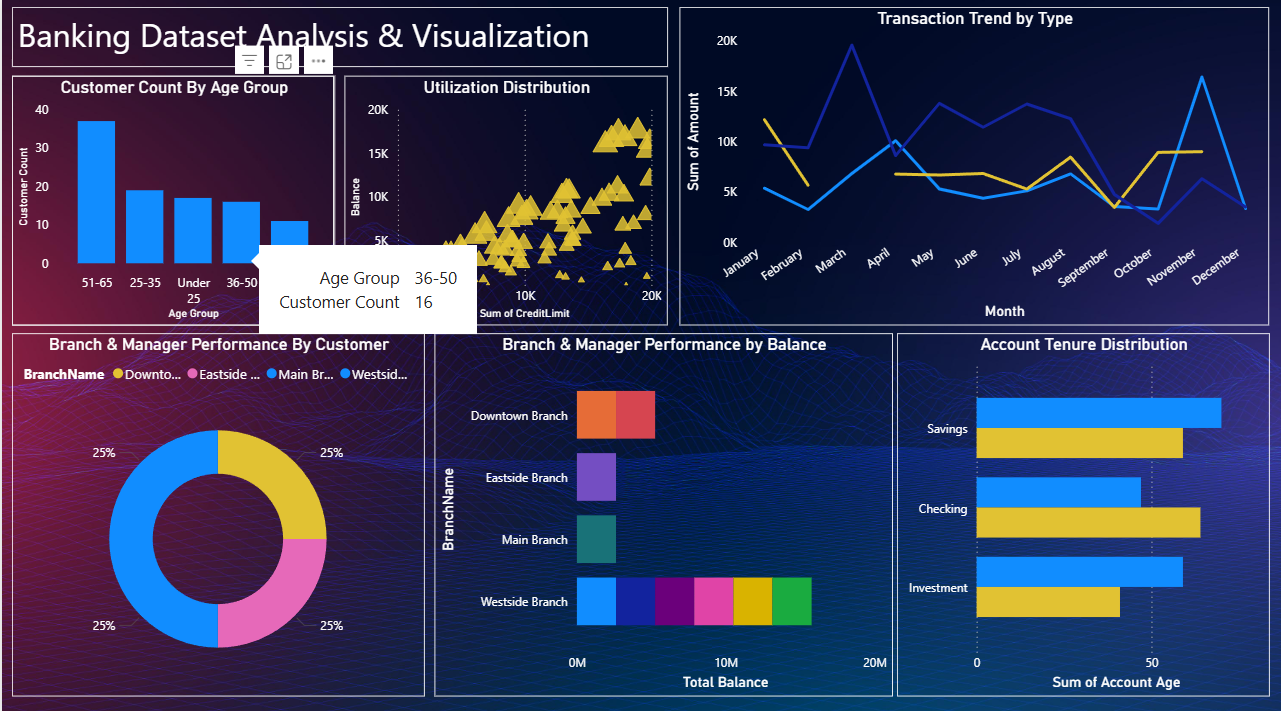 Banking Dataset Analysis & Visualization
Customer Count By Age Group
40
30
20
10
0
Customer Count
51-65
25-35
Under
25
36-50
Age Group
Age Group 36-50
Customer Count 16
Utilization Distribution
20K
15K
10K
5K
Balance
10K
20K
Sum of CreditLimit
Transaction Trend by Type
20K
15K
10K
5K
0K
Sum of Amount
January
February
March
April
May
June
July
August
September
October
November
December
Month
Branch & Manager Performance By Customer
BranchName Downto... Eastside ... Main Br... Westsid...
25%
25%
25%
25%
Branch & Manager Performance by Balance
BranchName
Downtown Branch
Eastside Branch
Main Branch
Westside Branch
0M
10M
20M
Total Balance
Account Tenure Distribution
Savings
Checking
Investment
0
50
Sum of Account Age